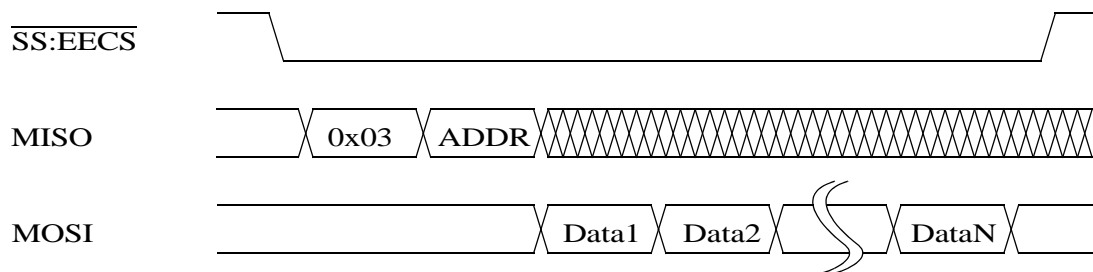 SS:EECS
MISO 0x03 ADDR
MOSI Data1 Data2 DataN